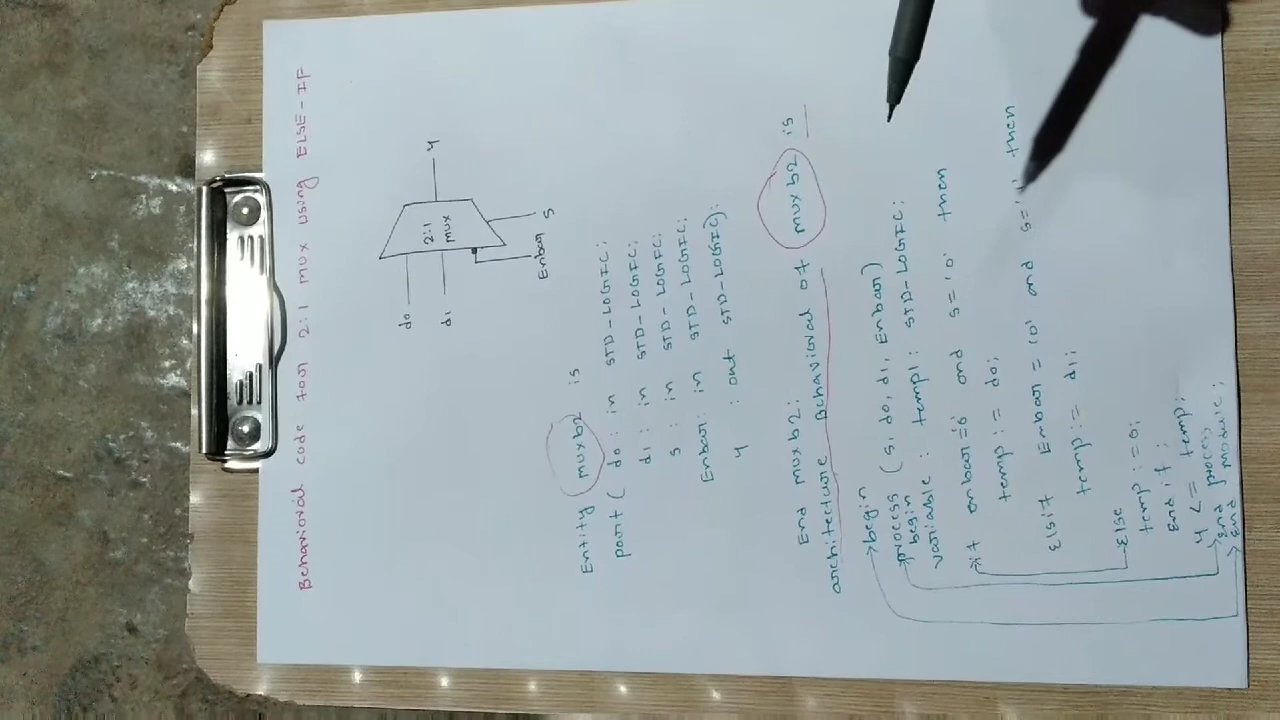 Behavioral code for 2:1 mux using ELSE-IF
d0
d1
2:1
mux
y
S
Enbar
Entity muxb2 is
port ( d0 : in STD-LOGIC;
d1 : in STD-LOGIC;
S : in STD-LOGIC;
Enbar : in STD-LOGIC;
y : out STD-LOGIC);
End muxb2;
architecture Behavioral of muxb2 is
begin
process (S, d0, d1, Enbar)
begin
variable : temp1 : STD-LOGIC;
if enbar='0' and s='0' then
temp := d0;
Elsif Enbar='0' and s='1' then
temp := d1;
Else
temp :=0;
End if;
y <= temp;
End process;
End module;